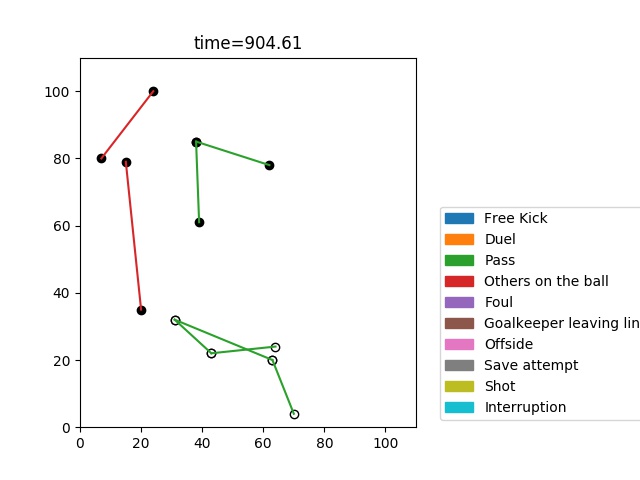 time=904.61
100
80
60
40
20
0
0 20 40 60 80 100
Free Kick
Duel
Pass
Others on the ball
Foul
Goalkeeper leaving lin
Offside
Save attempt
Shot
Interruption